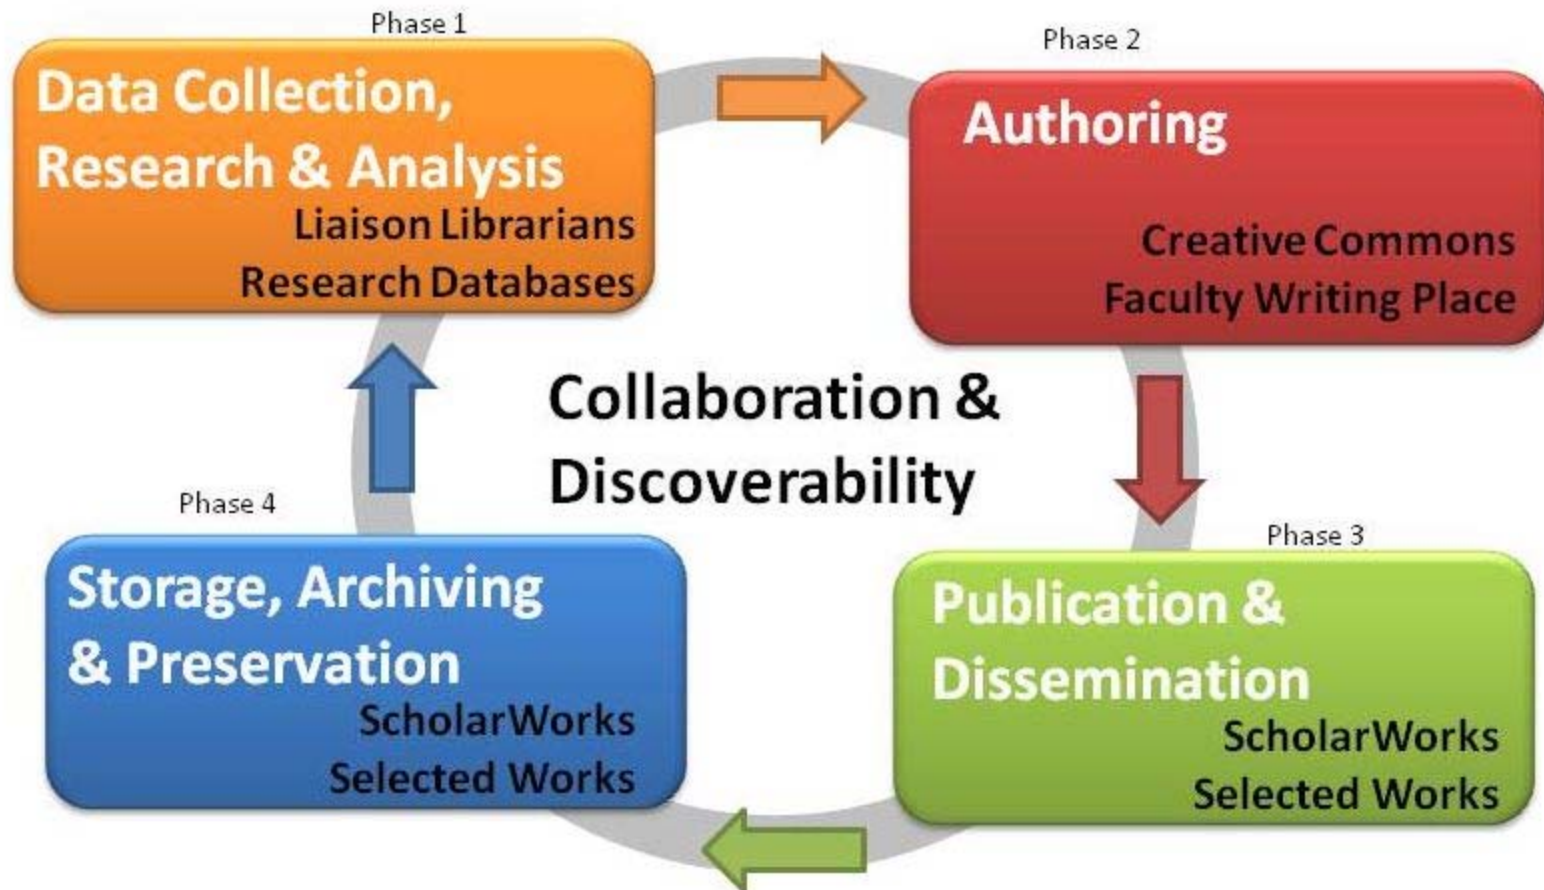 Phase 1
Data Collection,
Research & Analysis
Liaison Librarians
Research Databases
Phase 2
Authoring
Creative Commons
Faculty Writing Place
Collaboration &
Discoverability
Phase 3
Publication &
Dissemination
ScholarWorks
Selected Works
Phase 4
Storage, Archiving
& Preservation
ScholarWorks
Selected Works